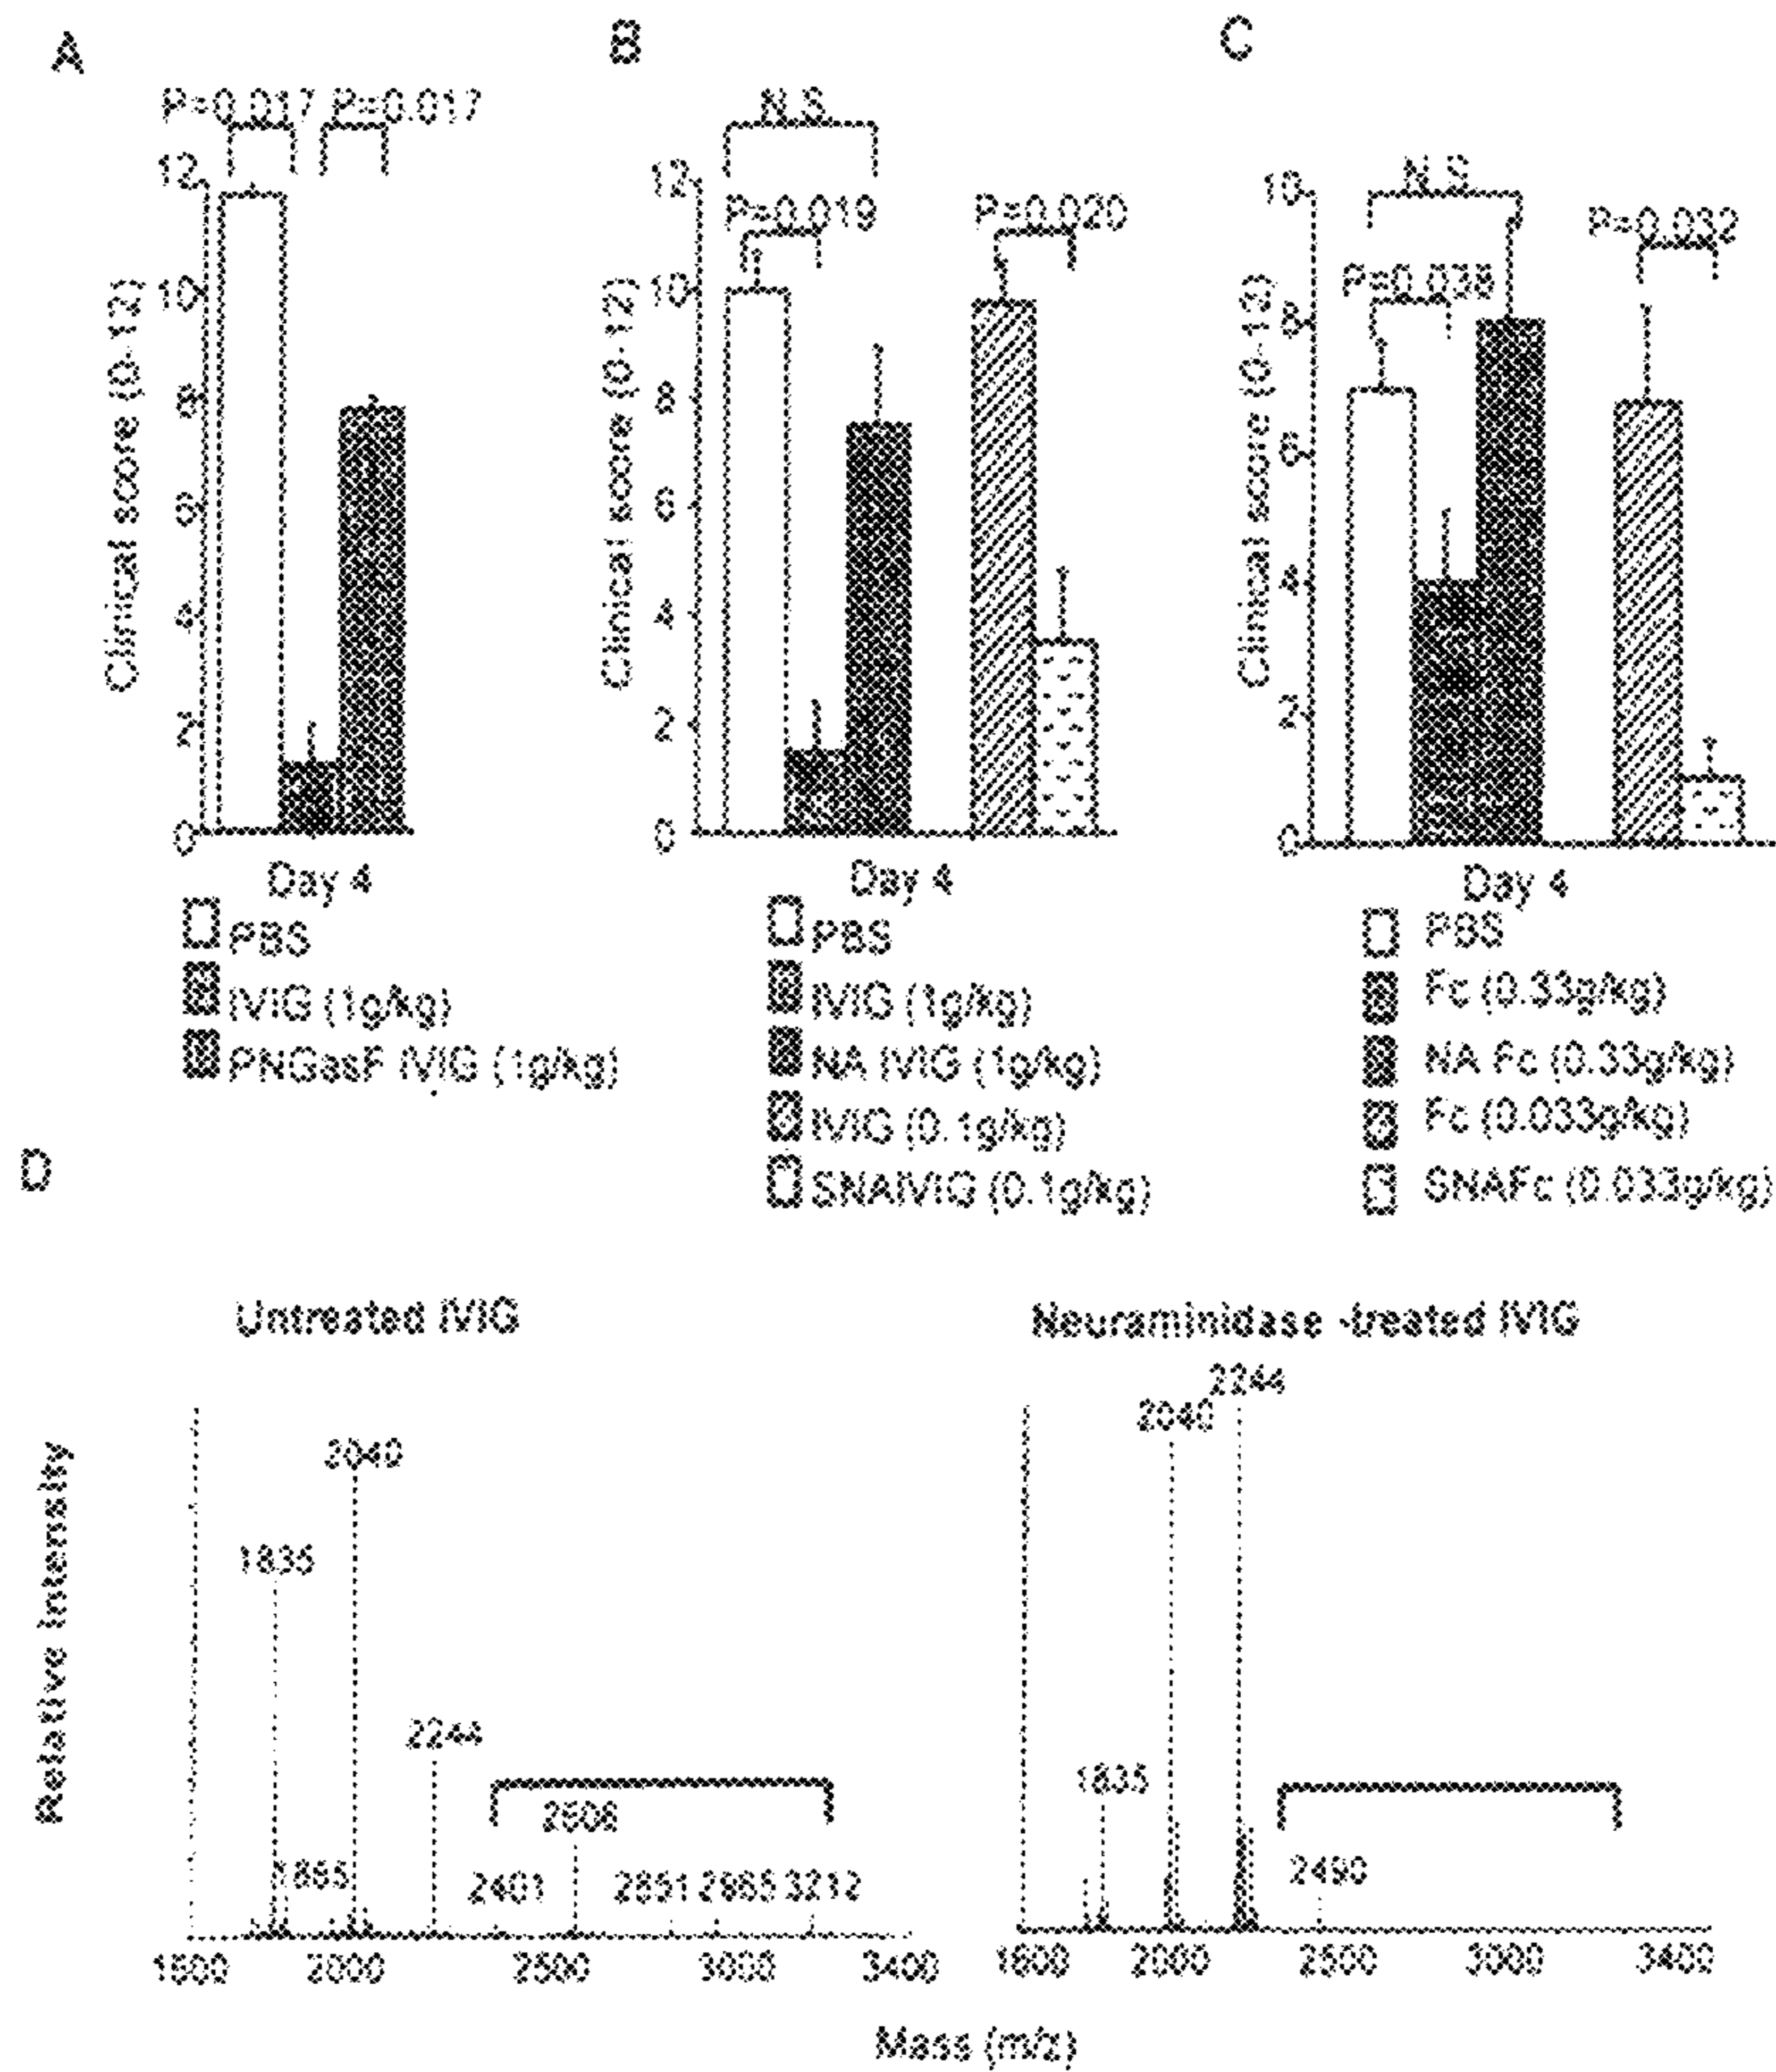 A
P=0.017 P=0.017
Clinical score (0-12)
12
10
8
6
4
2
0
Day 4
PBS
IVIG (1g/kg)
PNGasF IVIG (1g/kg)
B
N.S.
P=0.019
P=0.020
Clinical score (0-12)
12
10
8
6
4
2
0
Day 4
PBS
IVIG (1g/kg)
NA IVIG (1g/kg)
IVIG (0.1g/kg)
SNAIVIG (0.1g/kg)
C
N.S.
P=0.038
P=0.032
Clinical score (0-12)
10
8
6
4
2
0
Day 4
PBS
Fc (0.33g/kg)
NA Fc (0.33g/kg)
Fc (0.033g/kg)
SNAFc (0.033g/kg)
D
Untreated IVIG
Relative Intensity
2040
1835
2244
2606
1865
2401
2851 2965 3212
1600 2000 2500 3000 3400
Neuraminidase -treated IVIG
2244
2040
1835
2490
1600 2000 2500 3000 3400
Mass (m/z)